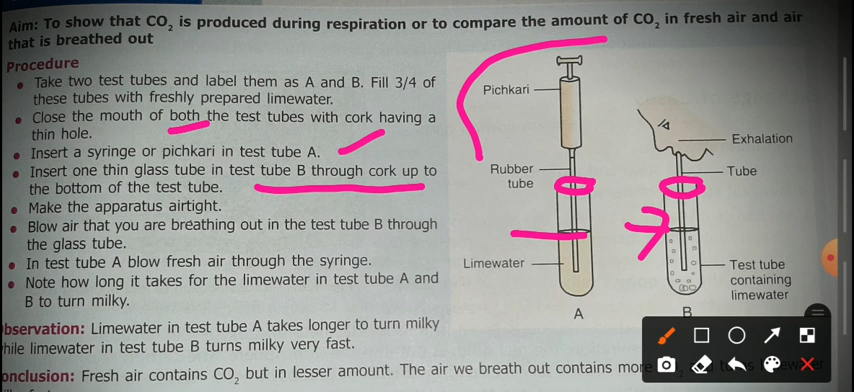 Aim: To show that CO₂ is produced during respiration or to compare the amount of CO₂ in fresh air and air
that is breathed out
Procedure
• Take two test tubes and label them as A and B. Fill 3/4 of
these tubes with freshly prepared limewater.
• Close the mouth of both the test tubes with cork having a
thin hole.
• Insert a syringe or pichkari in test tube A.
• Insert one thin glass tube in test tube B through cork up to
the bottom of the test tube.
• Make the apparatus airtight.
• Blow air that you are breathing out in the test tube B through
the glass tube.
• In test tube A blow fresh air through the syringe.
• Note how long it takes for the limewater in test tube A and
B to turn milky.
bservation: Limewater in test tube A takes longer to turn milky
hile limewater in test tube B turns milky very fast.
onclusion: Fresh air contains CO₂ but in lesser amount. The air we breath out contains more
Pichkari
Rubber
tube
Limewater
A
Exhalation
Tube
Test tube
containing
limewater
B